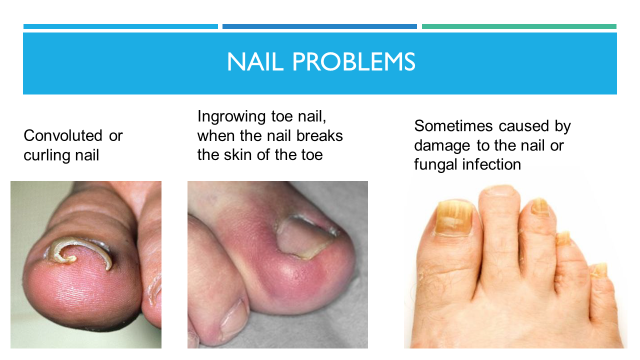 NAIL PROBLEMS
Convoluted or
curling nail
Ingrowing toe nail,
when the nail breaks
the skin of the toe
Sometimes caused by
damage to the nail or
fungal infection